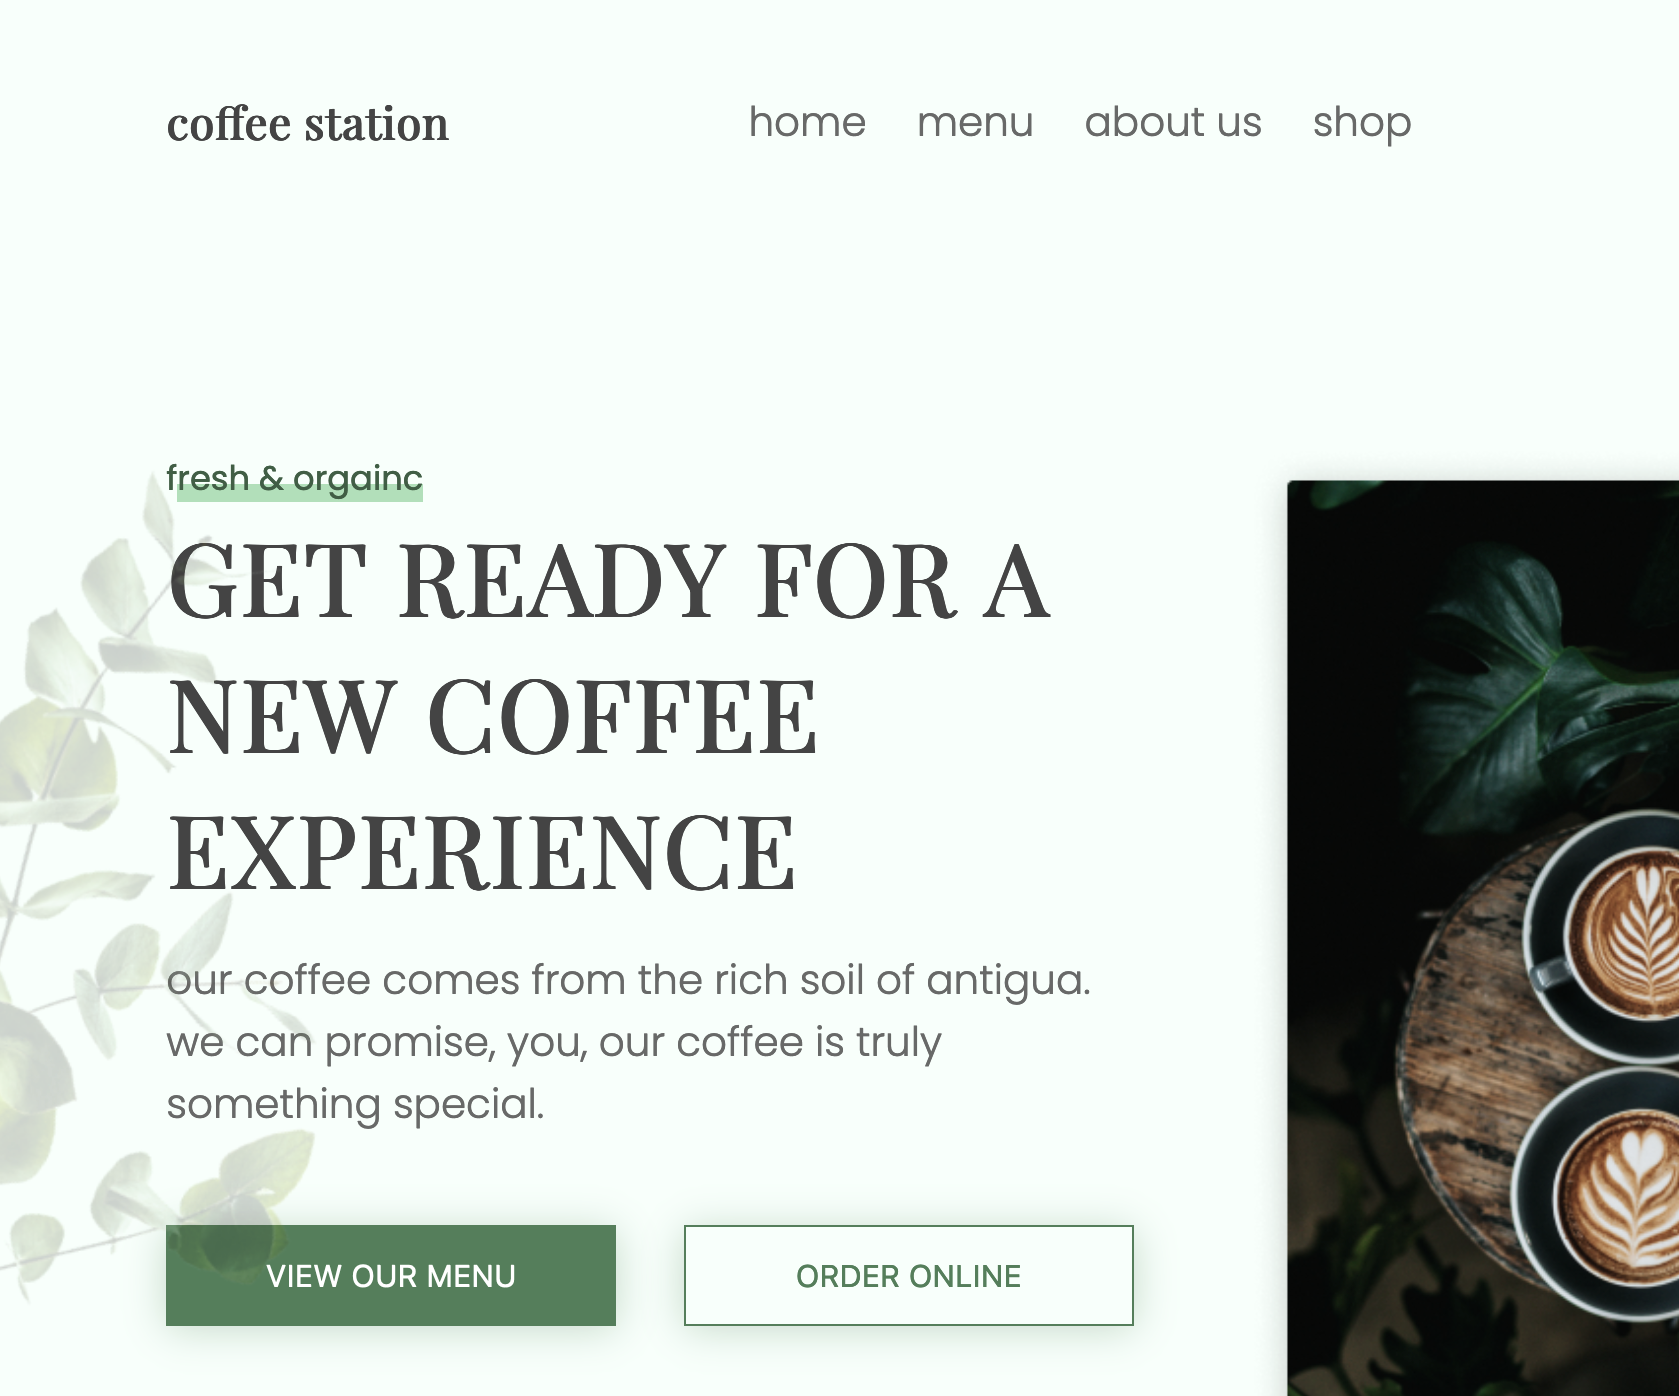 coffee station
home menu about us shop
fresh & orgainc
GET READY FOR A
NEW COFFEE
EXPERIENCE
our coffee comes from the rich soil of antigua.
we can promise, you, our coffee is truly
something special.
VIEW OUR MENU
ORDER ONLINE